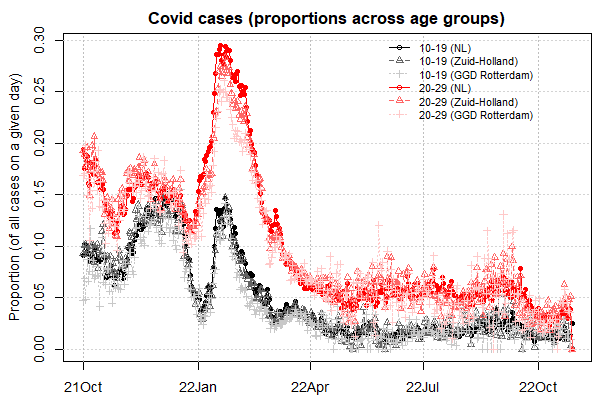 Covid cases (proportions across age groups)
Proportion (of all cases on a given day)
0.30
0.25
0.20
0.15
0.10
0.05
0.00
10-19 (NL)
10-19 (Zuid-Holland)
10-19 (GGD Rotterdam)
20-29 (NL)
20-29 (Zuid-Holland)
20-29 (GGD Rotterdam)
21Oct 22Jan 22Apr 22Jul 22Oct